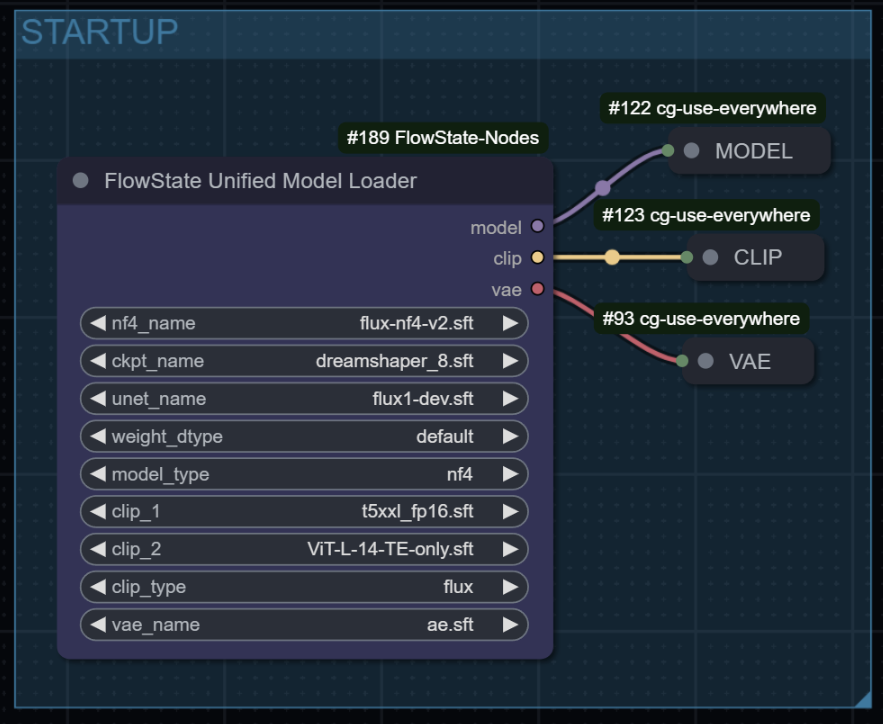 STARTUP
#122 cg-use-everywhere
#189 FlowState-Nodes
MODEL
FlowState Unified Model Loader
#123 cg-use-everywhere
model
clip
CLIP
vae
#93 cg-use-everywhere
nf4_name flux-nf4-v2.sft
ckpt_name dreamshaper_8.sft
VAE
unet_name flux1-dev.sft
weight_dtype default
model_type nf4
clip_1 t5xxl_fp16.sft
clip_2 ViT-L-14-TE-only.sft
clip_type flux
vae_name ae.sft